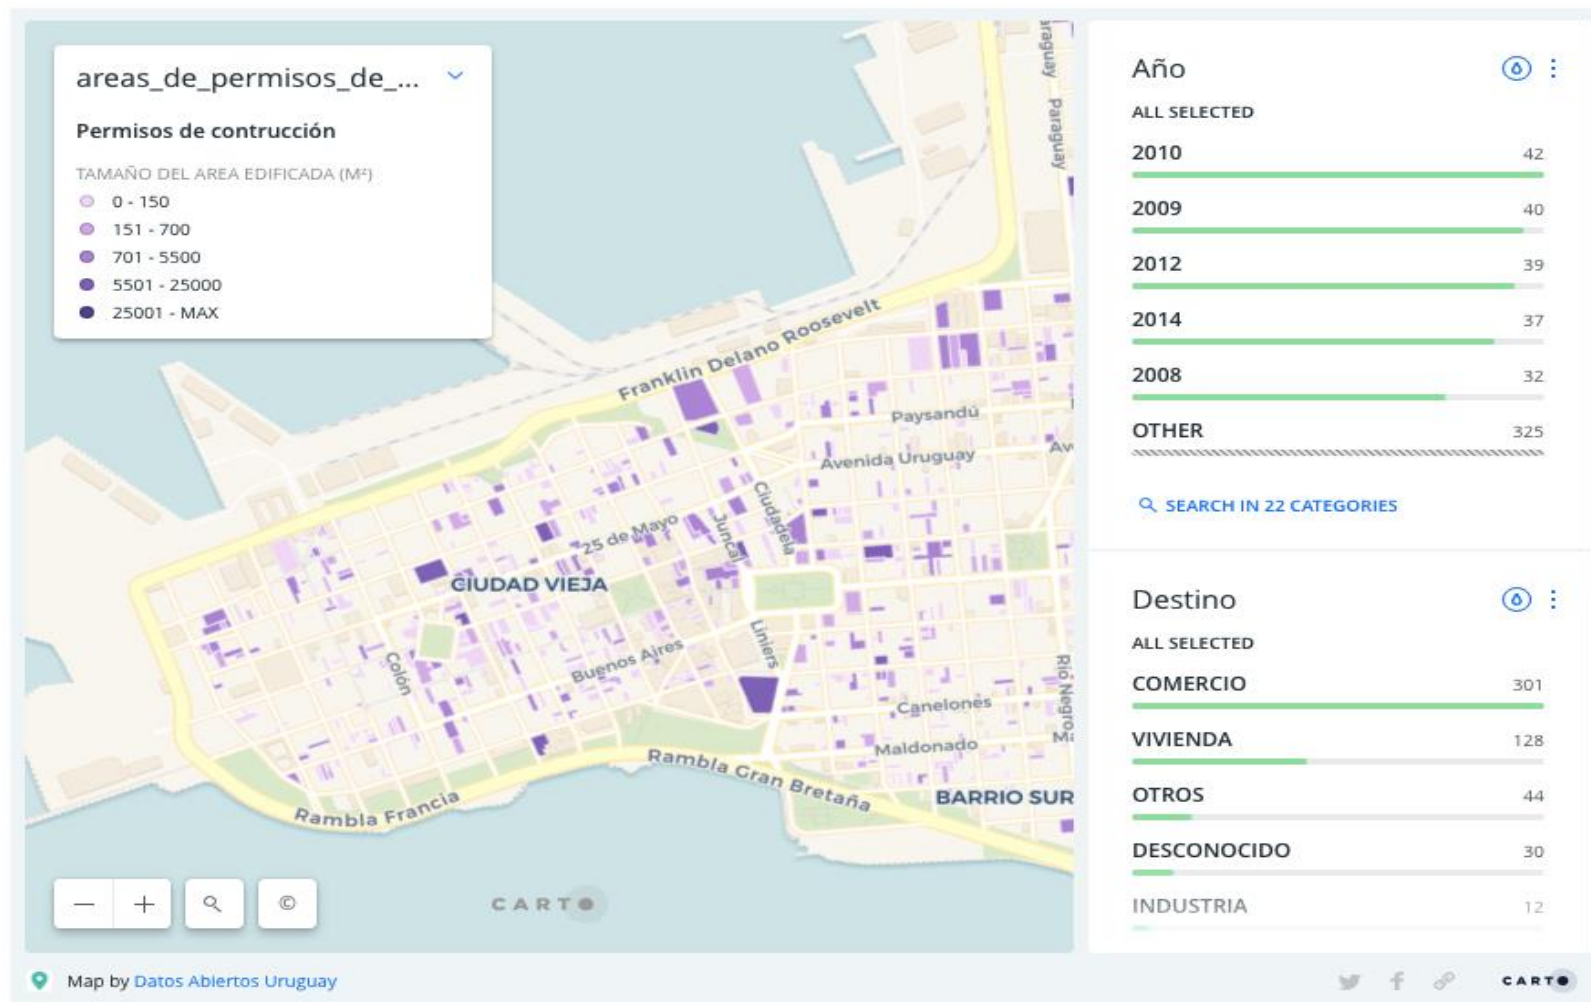 areas_de_permisos_de_...
Permisos de contrucción
TAMAÑO DEL AREA EDIFICADA (M²)
0 - 150
151 - 700
701 - 5500
5501 - 25000
25001 - MAX
Paraguay
Paraguay
Franklin Delano Roosevelt
Paysandú
Avenida Uruguay
Av
Ciudadela
Juncal
25 de Mayo
CIUDAD VIEJA
Liniers
Buenos Aires
Colón
Río Negro
Canelones
Maldonado
Ma
Rambla Gran Bretaña
BARRIO SUR
Rambla Francia
CARTO
©
Año
ALL SELECTED
2010 42
2009 40
2012 39
2014 37
2008 32
OTHER 325
SEARCH IN 22 CATEGORIES
Destino
ALL SELECTED
COMERCIO 301
VIVIENDA 128
OTROS 44
DESCONOCIDO 30
INDUSTRIA 12
Map by Datos Abiertos Uruguay
CARTO